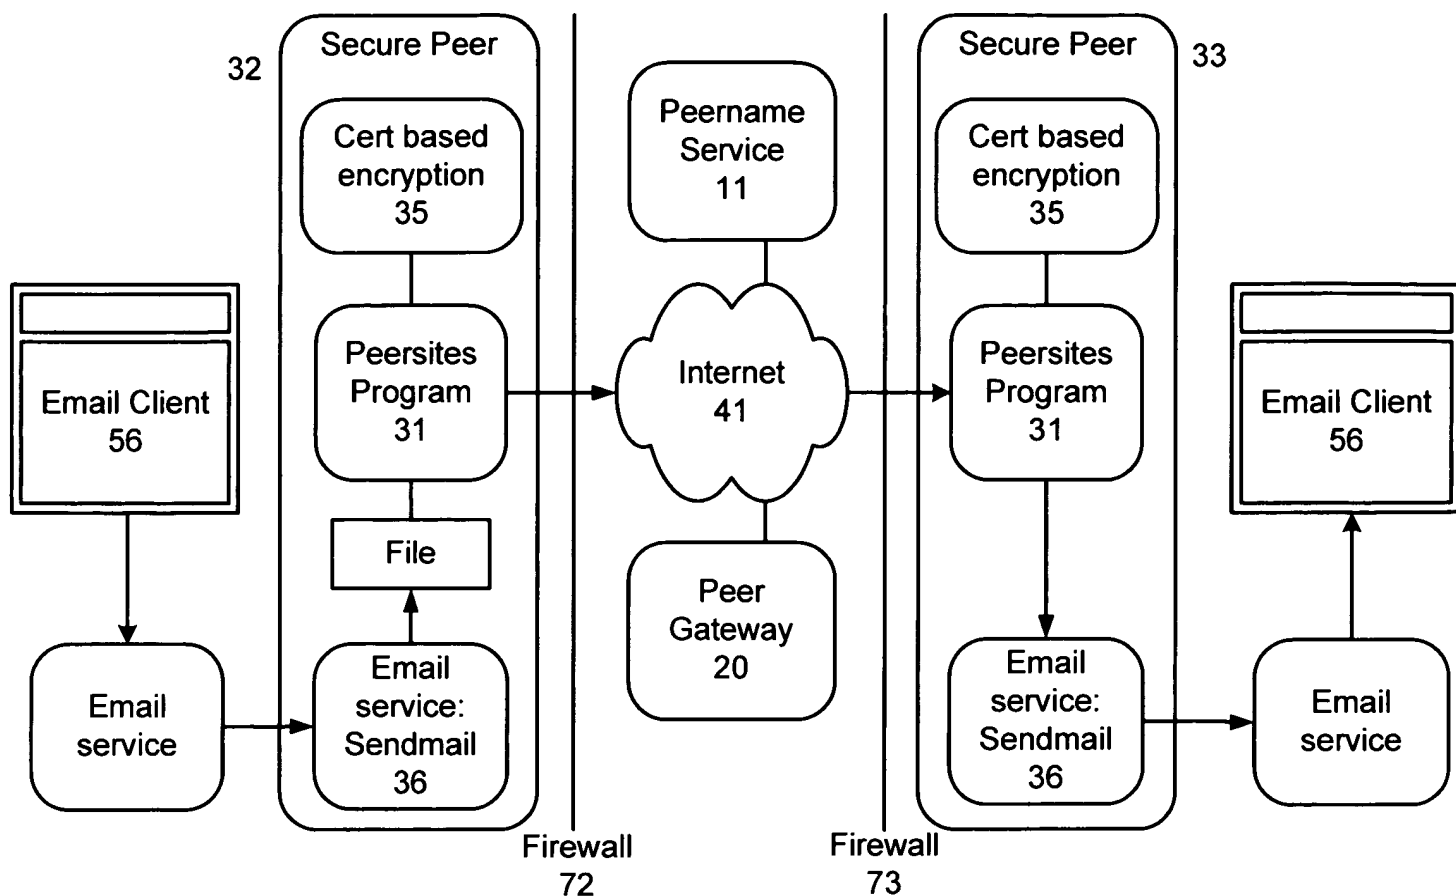 32
Secure Peer
Cert based
encryption
35
Peersites
Program
31
File
Email
service:
Sendmail
36
Email Client
56
Email
service
Firewall
72
Peername
Service
11
Internet
41
Peer
Gateway
20
Firewall
73
Secure Peer
33
Cert based
encryption
35
Peersites
Program
31
Email
service:
Sendmail
36
Email Client
56
Email
service